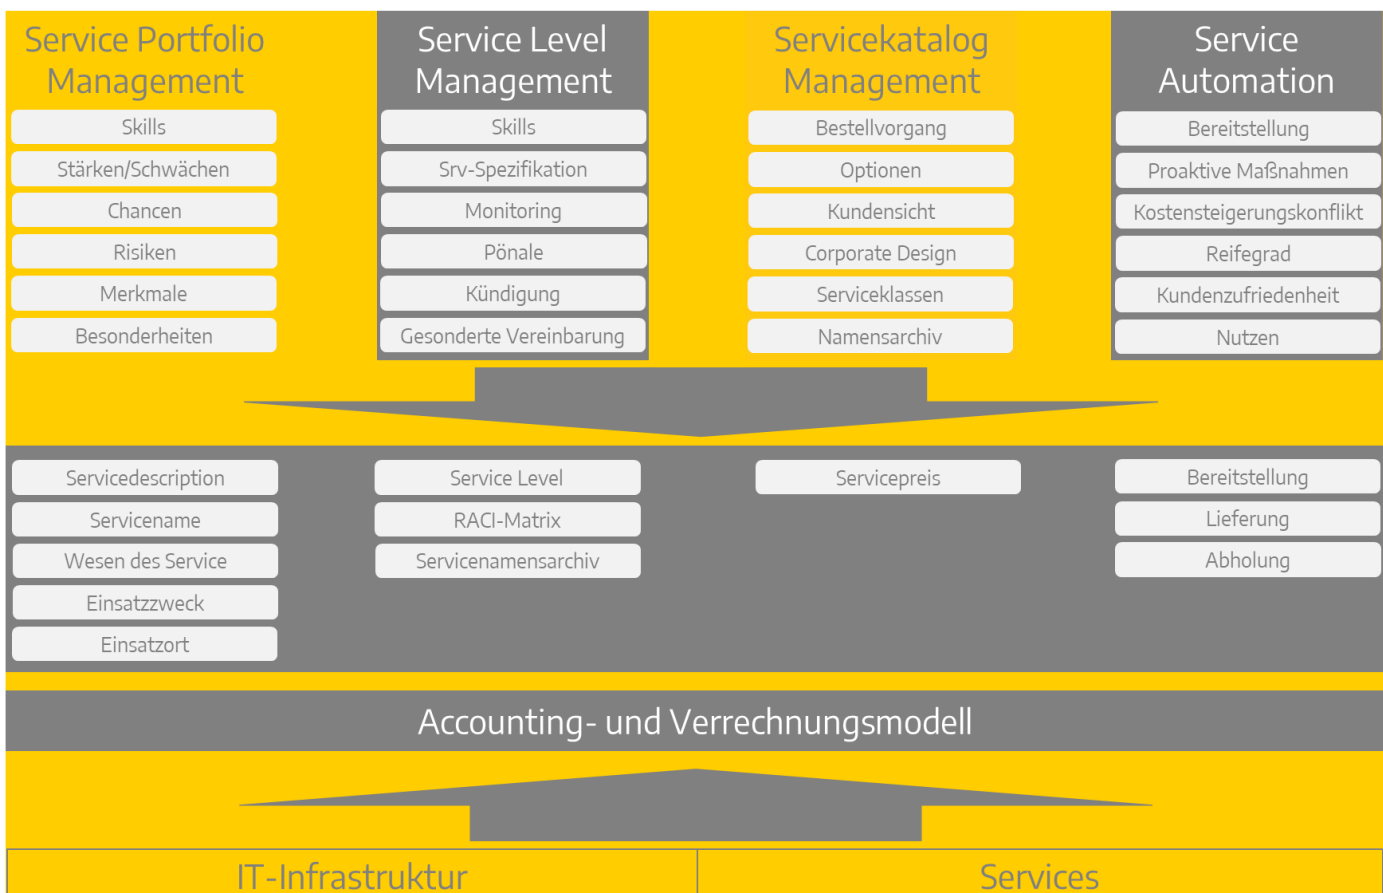 Service Portfolio
Management
Skills
Stärken/Schwächen
Chancen
Risiken
Merkmale
Besonderheiten
Service Level
Management
Skills
Srv-Spezifikation
Monitoring
Pönale
Kündigung
Gesonderte Vereinbarung
Servicekatalog
Management
Bestellvorgang
Optionen
Kundensicht
Corporate Design
Serviceklassen
Namensarchiv
Service
Automation
Bereitstellung
Proaktive Maßnahmen
Kostensteigerungskonflikt
Reifegrad
Kundenzufriedenheit
Nutzen
Servicedescription
Servicename
Wesen des Service
Einsatzzweck
Einsatzort
Service Level
RACI-Matrix
Servicenamensarchiv
Servicepreis
Bereitstellung
Lieferung
Abholung
Accounting- und Verrechnungsmodell
IT-Infrastruktur
Services